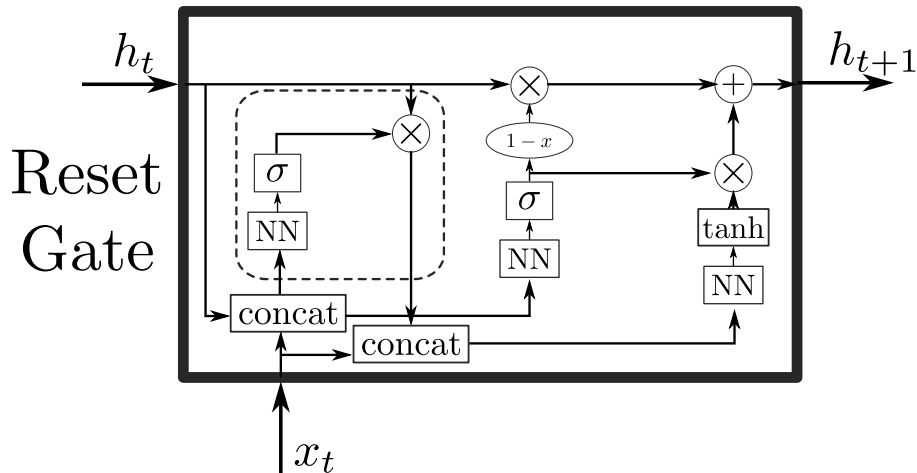 h_t
h_{t+1}
×
+
1 − x
×
Reset
Gate
σ
×
σ
tanh
NN
NN
NN
concat
concat
x_t